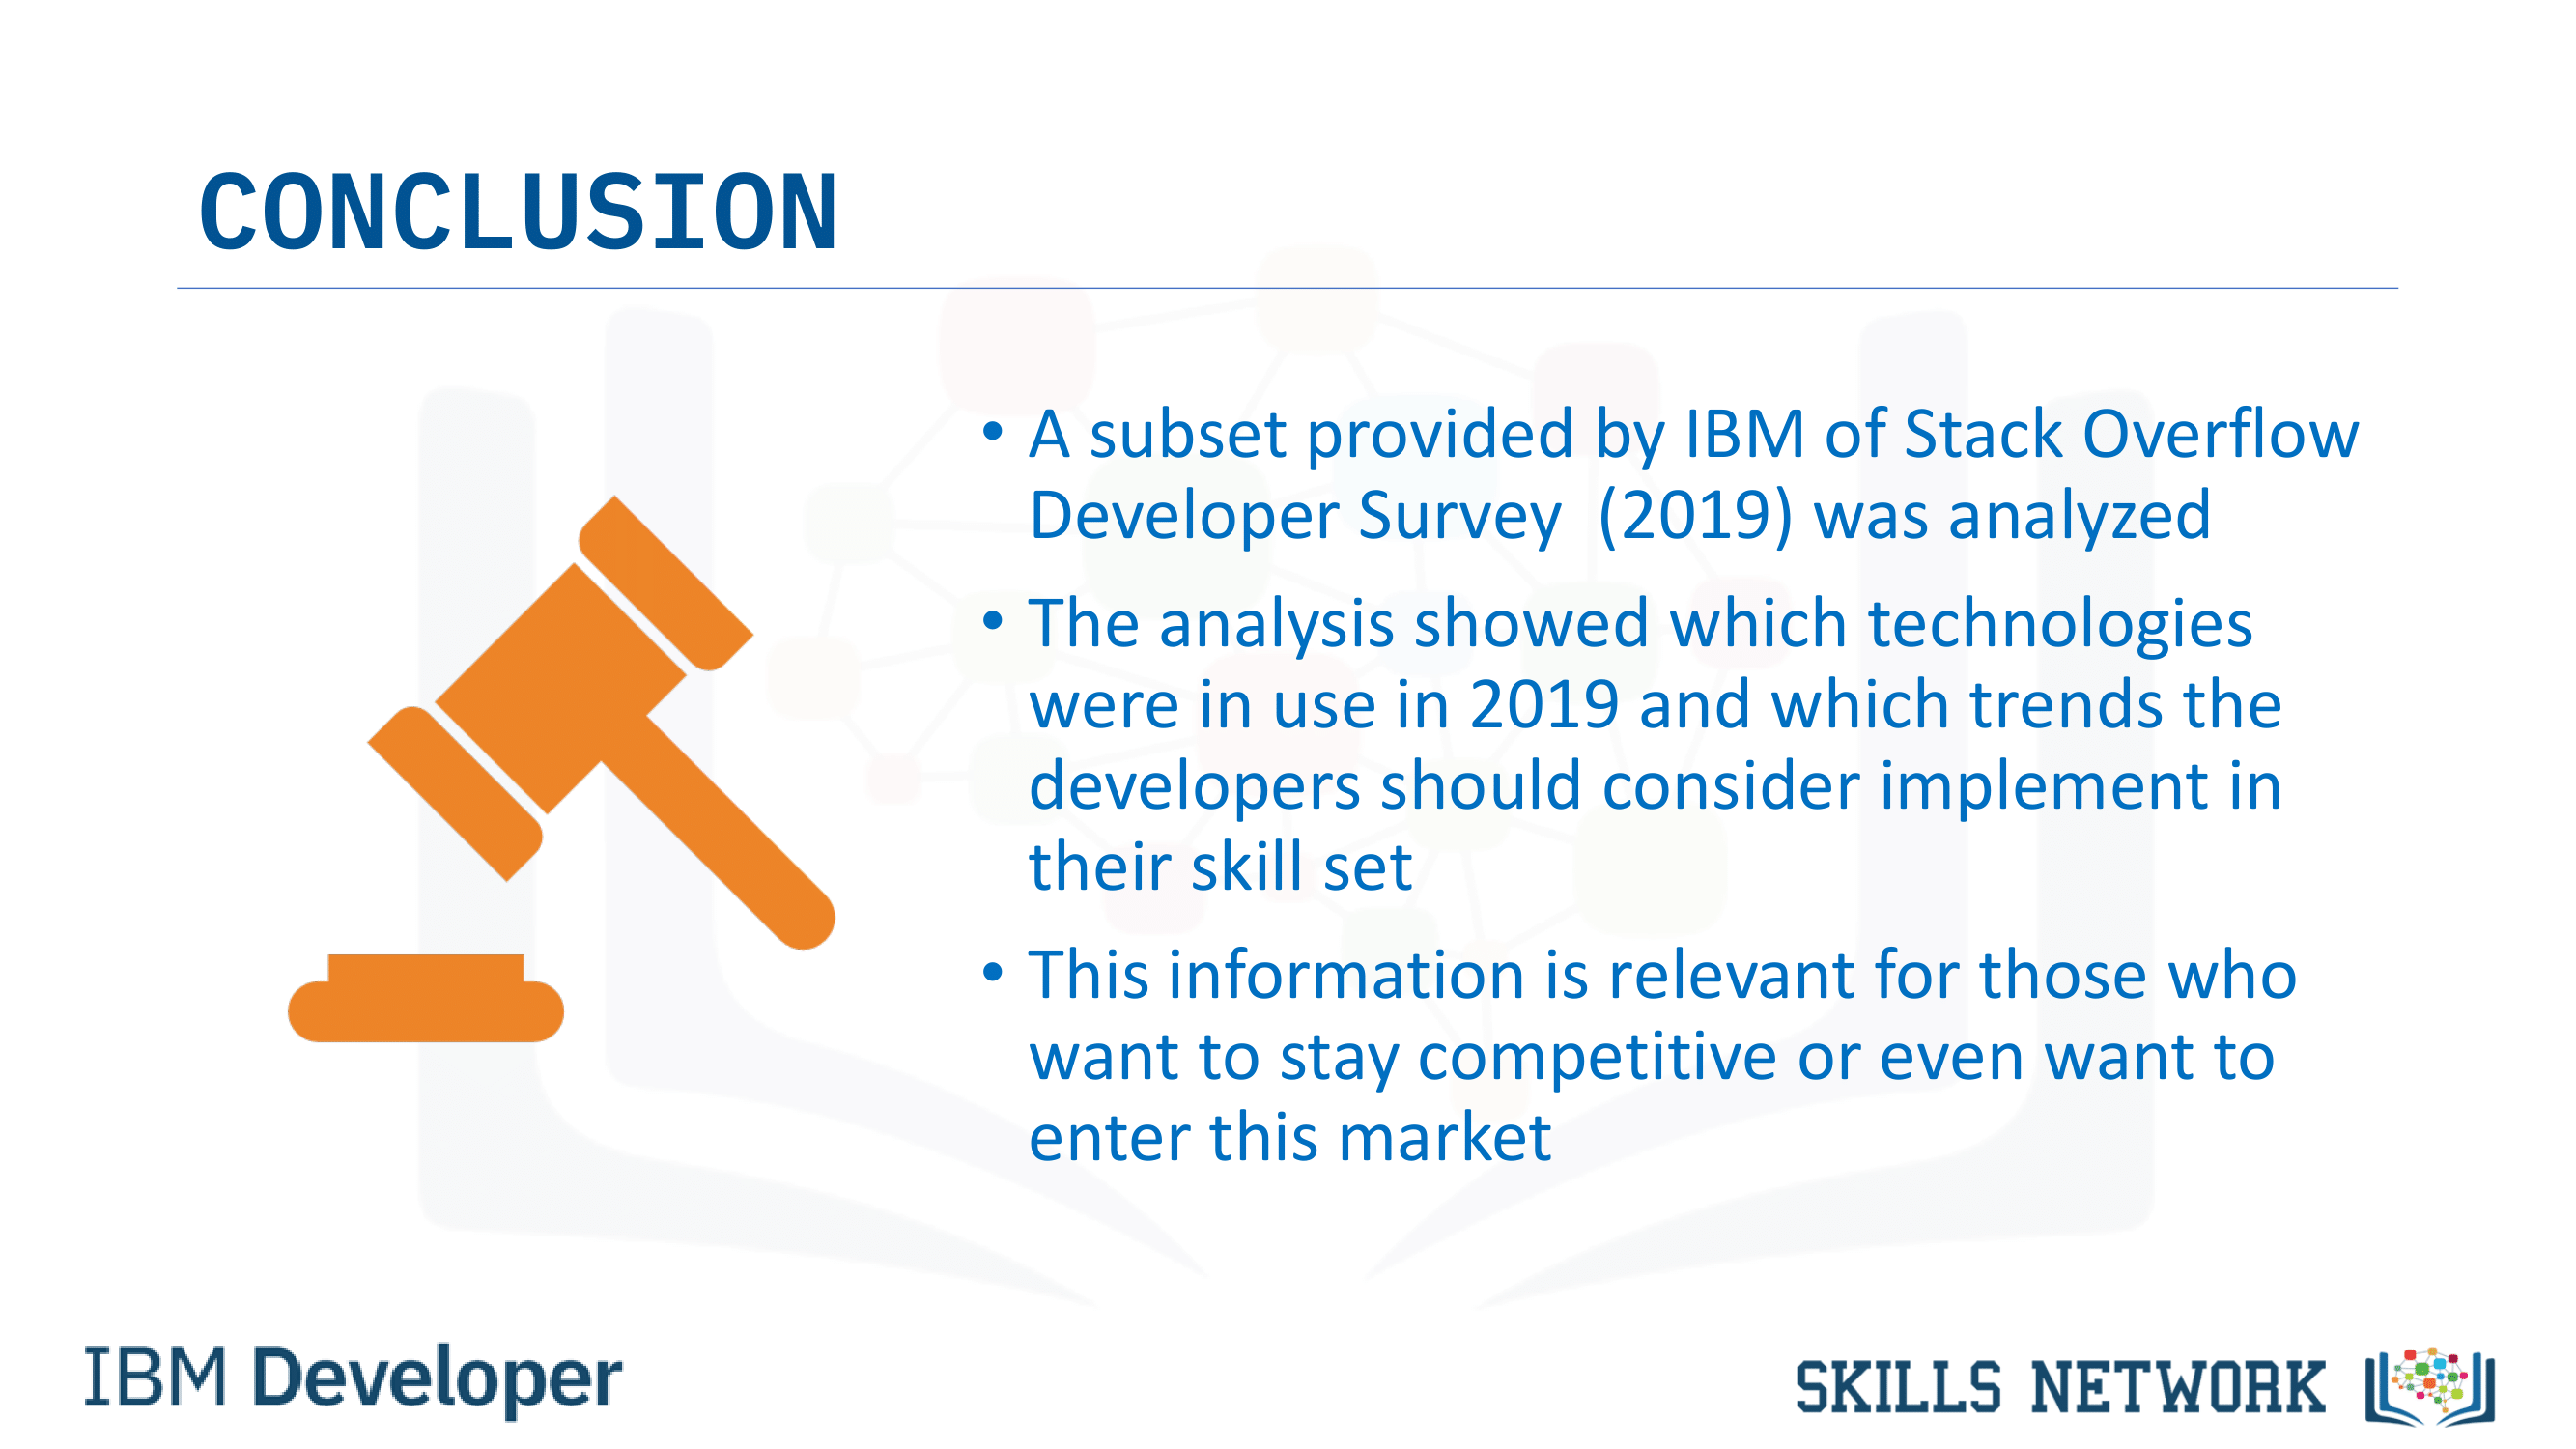 CONCLUSION
• A subset provided by IBM of Stack Overflow
Developer Survey  (2019) was analyzed
• The analysis showed which technologies
were in use in 2019 and which trends the
developers should consider implement in
their skill set
• This information is relevant for those who
want to stay competitive or even want to
enter this market
IBM Developer
SKILLS NETWORK